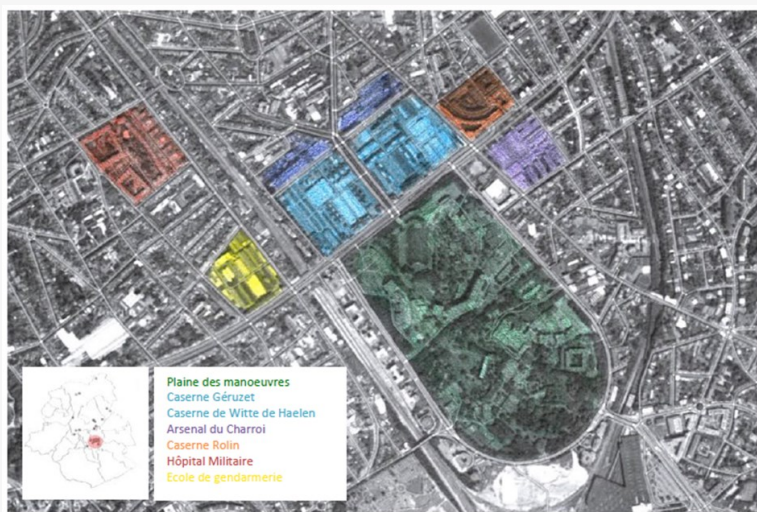 Plaine des manoeuvres
Caserne Géruzet
Caserne de Witte de Haelen
Arsenal du Charroi
Caserne Rolin
Hôpital Militaire
Ecole de gendarmerie